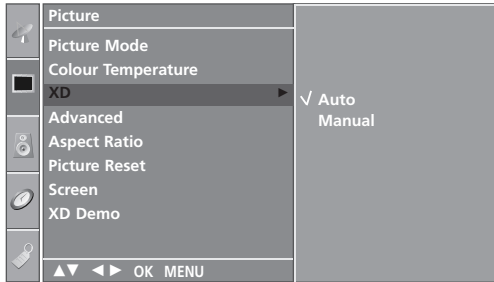 Picture
Picture Mode
Colour Temperature
XD ►
Advanced
Aspect Ratio
Picture Reset
Screen
XD Demo
√ Auto
Manual
▲▼ ◄► OK MENU